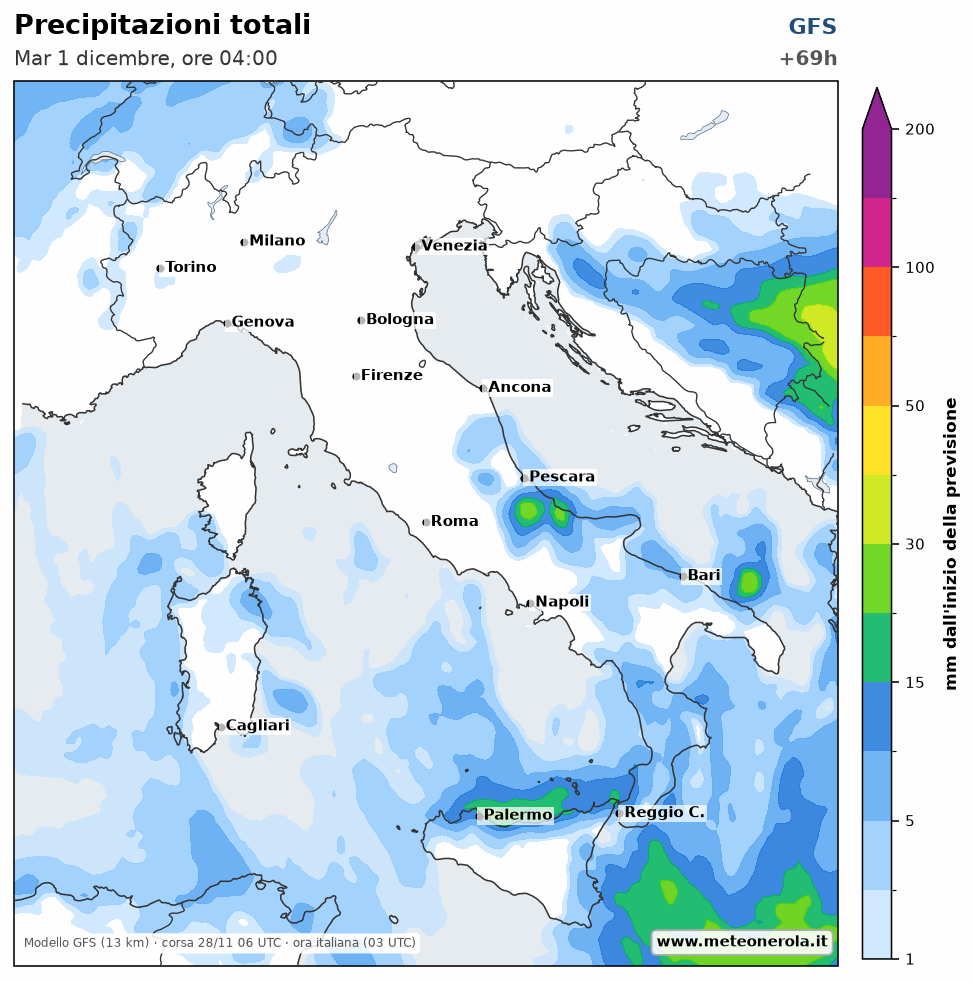 Precipitazioni totali
GFS
Mar 1 dicembre, ore 04:00
+69h
Milano
Venezia
Torino
Genova
Bologna
Firenze
Ancona
Pescara
Roma
Bari
Napoli
Cagliari
Palermo
Reggio C.
200
100
50
30
15
5
1
mm dall'inizio della previsione
Modello GFS (13 km) · corsa 28/11 06 UTC · ora italiana (03 UTC)
www.meteonerola.it